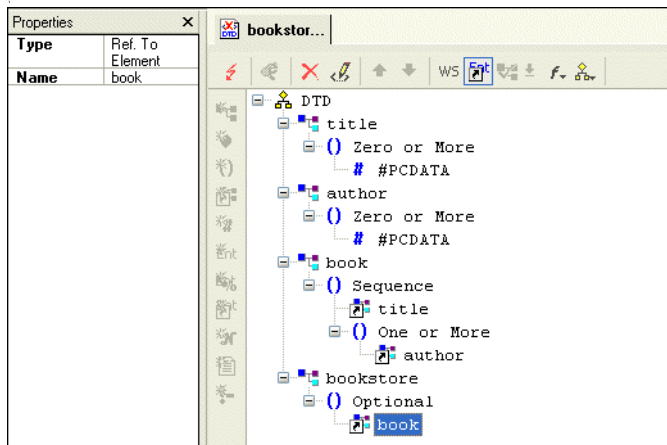 Properties
Type Ref. To
Element
Name book
bookstor...
WS Ent
DTD
title
() Zero or More
# #PCDATA
author
() Zero or More
# #PCDATA
book
() Sequence
title
() One or More
author
bookstore
() Optional
book